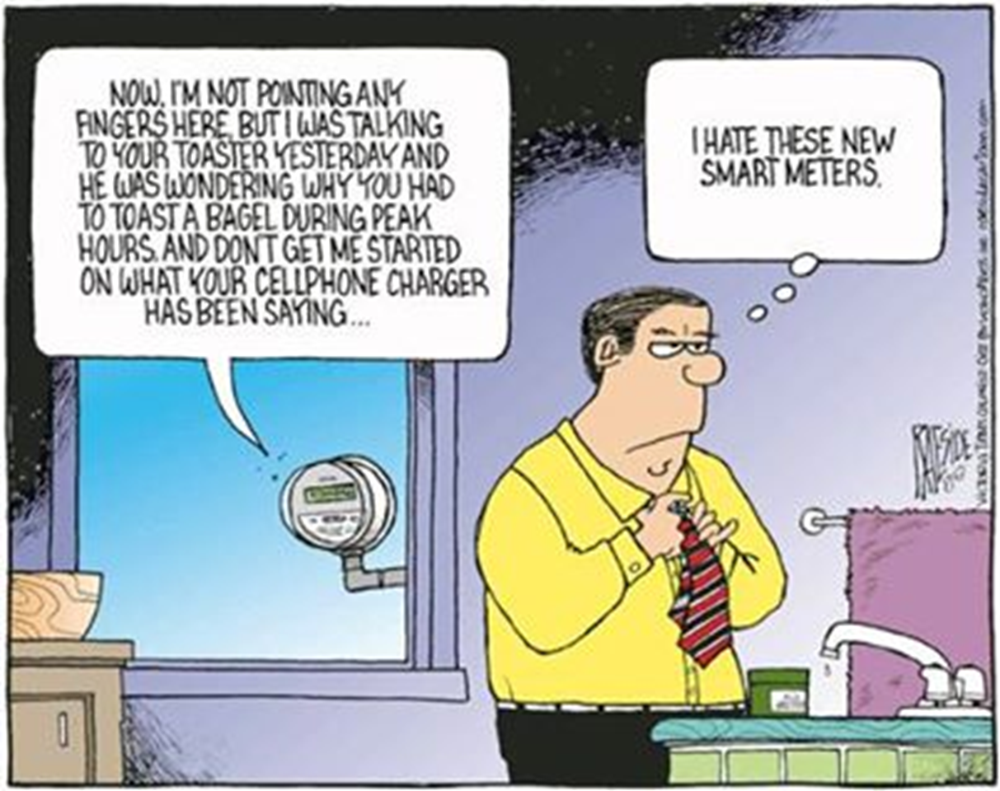 NOW, I'M NOT POINTING ANY
FINGERS HERE, BUT I WAS TALKING
TO YOUR TOASTER YESTERDAY AND
HE WAS WONDERING WHY YOU HAD
TO TOAST A BAGEL DURING PEAK
HOURS. AND DON'T GET ME STARTED
ON WHAT YOUR CELLPHONE CHARGER
HAS BEEN SAYING...
I HATE THESE NEW
SMART METERS.
RAESIDE